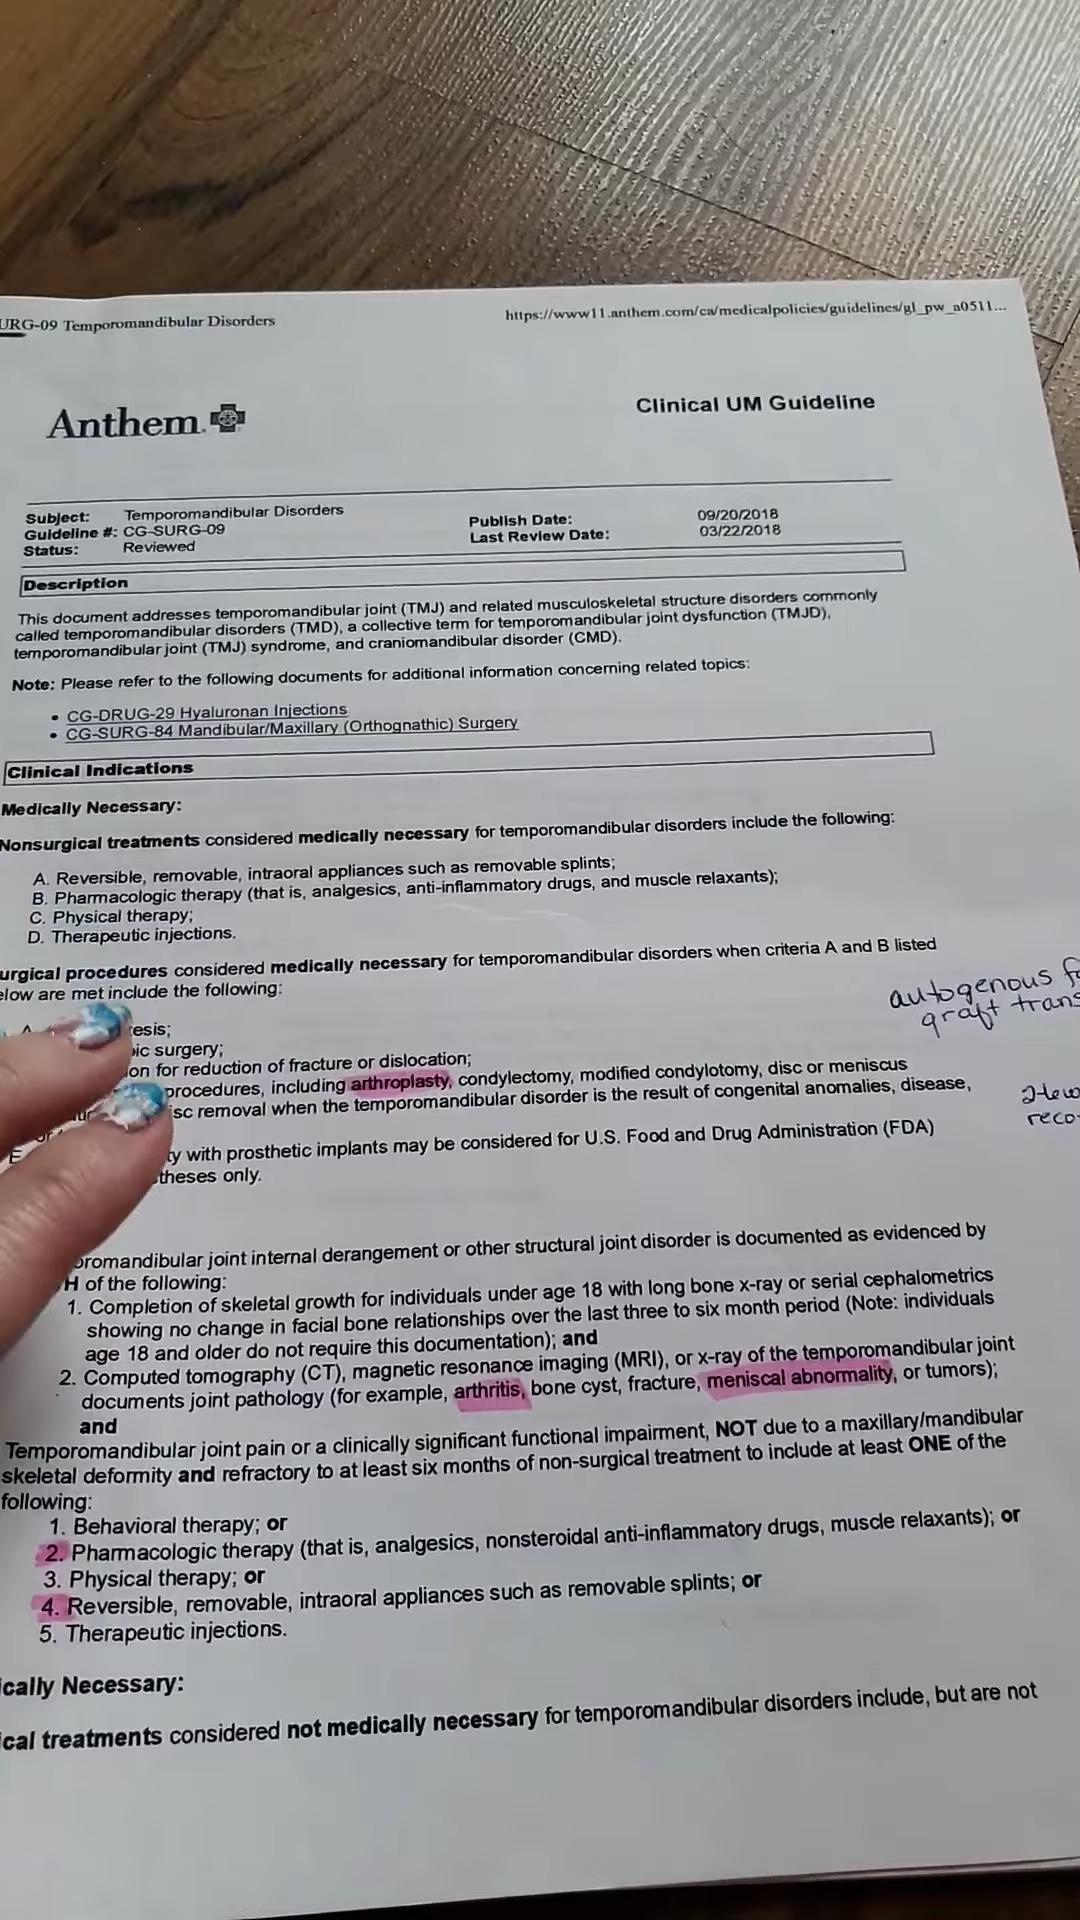 URG-09 Temporomandibular Disorders
https://www11.anthem.com/ca/medicalpolicies/guidelines/gl_pw_a0511...
Anthem.
Clinical UM Guideline
Subject: Temporomandibular Disorders
Guideline #: CG-SURG-09
Status: Reviewed
Publish Date: 09/20/2018
Last Review Date: 03/22/2018
Description
This document addresses temporomandibular joint (TMJ) and related musculoskeletal structure disorders commonly
called temporomandibular disorders (TMD), a collective term for temporomandibular joint dysfunction (TMJD),
temporomandibular joint (TMJ) syndrome, and craniomandibular disorder (CMD).
Note: Please refer to the following documents for additional information concerning related topics:
• CG-DRUG-29 Hyaluronan Injections
• CG-SURG-84 Mandibular/Maxillary (Orthognathic) Surgery
Clinical Indications
Medically Necessary:
Nonsurgical treatments considered medically necessary for temporomandibular disorders include the following:
A. Reversible, removable, intraoral appliances such as removable splints;
B. Pharmacologic therapy (that is, analgesics, anti-inflammatory drugs, and muscle relaxants);
C. Physical therapy;
D. Therapeutic injections.
urgical procedures considered medically necessary for temporomandibular disorders when criteria A and B listed
elow are met include the following:
autogenous
graft trans
esis;
ic surgery;
on for reduction of fracture or dislocation;
procedures, including arthroplasty, condylectomy, modified condylotomy, disc or meniscus
sc removal when the temporomandibular disorder is the result of congenital anomalies, disease,
reco
E
ty with prosthetic implants may be considered for U.S. Food and Drug Administration (FDA)
theses only.
romandibular joint internal derangement or other structural joint disorder is documented as evidenced by
H of the following:
1. Completion of skeletal growth for individuals under age 18 with long bone x-ray or serial cephalometrics
showing no change in facial bone relationships over the last three to six month period (Note: individuals
age 18 and older do not require this documentation); and
2. Computed tomography (CT), magnetic resonance imaging (MRI), or x-ray of the temporomandibular joint
documents joint pathology (for example, arthritis, bone cyst, fracture, meniscal abnormality, or tumors);
and
Temporomandibular joint pain or a clinically significant functional impairment, NOT due to a maxillary/mandibular
skeletal deformity and refractory to at least six months of non-surgical treatment to include at least ONE of the
following:
1. Behavioral therapy; or
2. Pharmacologic therapy (that is, analgesics, nonsteroidal anti-inflammatory drugs, muscle relaxants); or
3. Physical therapy; or
4. Reversible, removable, intraoral appliances such as removable splints; or
5. Therapeutic injections.
ically Necessary:
ical treatments considered not medically necessary for temporomandibular disorders include, but are not